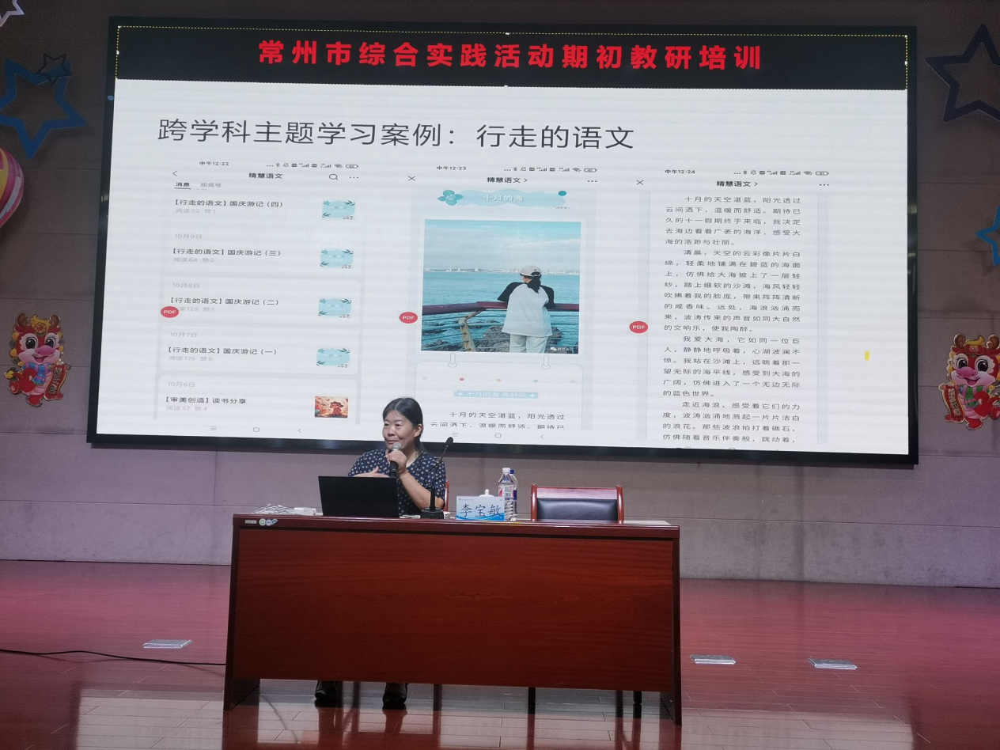 常州市综合实践活动期初教研培训
跨学科主题学习案例：行走的语文
中午12:22
精慧语文
消息 视频号
【行走的语文】国庆游记（四）
阅读52 赞1
10月9日
【行走的语文】国庆游记（三）
阅读64 赞2
10月8日
【行走的语文】国庆游记（二）
阅读126 赞1
PDF
10月7日
【行走的语文】国庆游记（一）
阅读176 赞6
10月6日
【审美创造】读书分享
阅读57 赞4
中午12:23
精慧语文
十月的海
PDF
十月的天空湛蓝，阳光透过
云间洒下，温暖而舒适。期待已
中午12:24
精慧语文
十月的天空湛蓝，阳光透过
云间洒下，温暖而舒适。期待已
久的十一假期终于来临，我决定
去海边看看广袤的海洋，感受大
海的浩渺与壮丽。
清晨，天空的云彩像片片白
绵，轻柔地铺满在碧蓝的海面
上，仿佛给大海披上了一层轻
纱，踏上细软的沙滩，海风轻轻
吹拂着我的脸庞，带来阵阵清新
的咸香味。远处，海浪汹涌而
来，波涛传来的声音如同大自然
的交响乐，使我陶醉。
PDF
我爱大海，它如同一位巨
人，静静地呼吸着，心湖波澜不
惊。我站在沙滩上，远眺着那一
望无际的海平线，感受到大海的
广阔，仿佛进入了一个无边无际
的蓝色世界。
走近海浪，感受着它们的力
度，波涛汹涌地溅起一片片洁白
的浪花。那些波浪拍打着礁石，
仿佛随着音乐伴奏般，跳动着，
李宝敏